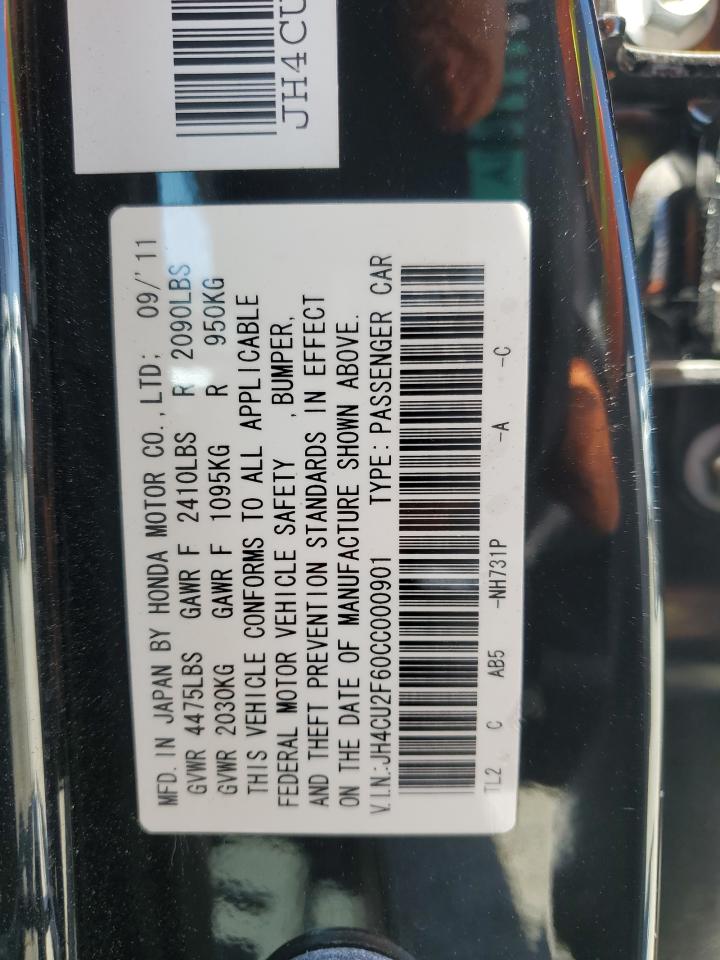 JH4CU
MFD. IN JAPAN BY HONDA MOTOR CO., LTD; 09/'11
GVWR 4475LBS GAWR F 2410LBS R 2090LBS
GVWR 2030KG GAWR F 1095KG R 950KG
THIS VEHICLE CONFORMS TO ALL APPLICABLE
FEDERAL MOTOR VEHICLE SAFETY ,BUMPER,
AND THEFT PREVENTION STANDARDS IN EFFECT
ON THE DATE OF MANUFACTURE SHOWN ABOVE.
V.I.N.:JH4CU2F60CC000901 TYPE:PASSENGER CAR
TL2 C AB5 -NH731P -A -C